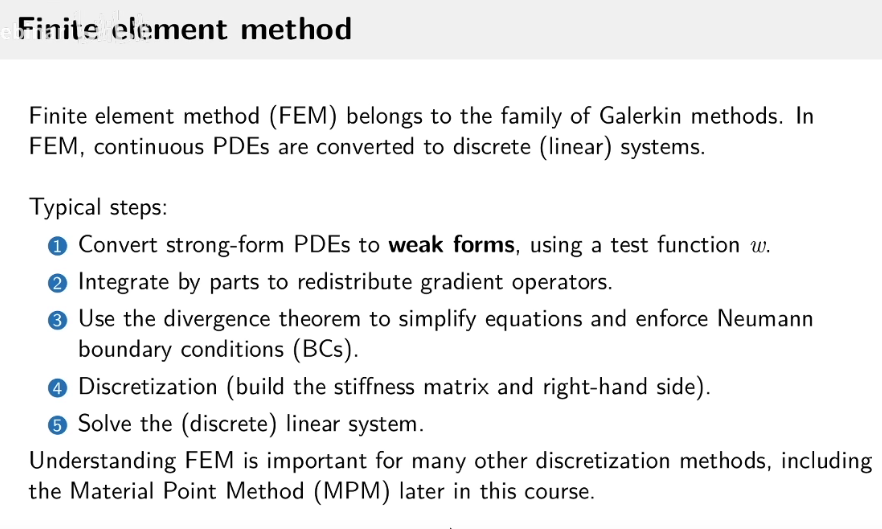 Finite element method
Finite element method (FEM) belongs to the family of Galerkin methods. In
FEM, continuous PDEs are converted to discrete (linear) systems.
Typical steps:
1 Convert strong-form PDEs to weak forms, using a test function w.
2 Integrate by parts to redistribute gradient operators.
3 Use the divergence theorem to simplify equations and enforce Neumann
boundary conditions (BCs).
4 Discretization (build the stiffness matrix and right-hand side).
5 Solve the (discrete) linear system.
Understanding FEM is important for many other discretization methods, including
the Material Point Method (MPM) later in this course.